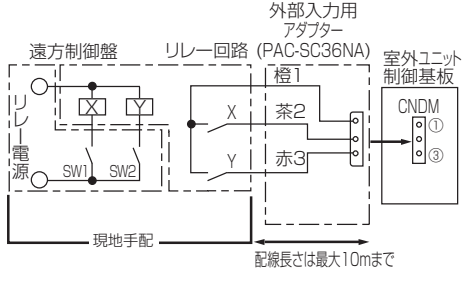 外部入力用
アダプター
(PAC-SC36NA)
遠方制御盤
リレー回路
室外ユニット
制御基板
橙1
CNDM
X
Y
X
茶2
①
リレー電源
Y
赤3
③
SW1
SW2
現地手配
配線長さは最大10mまで